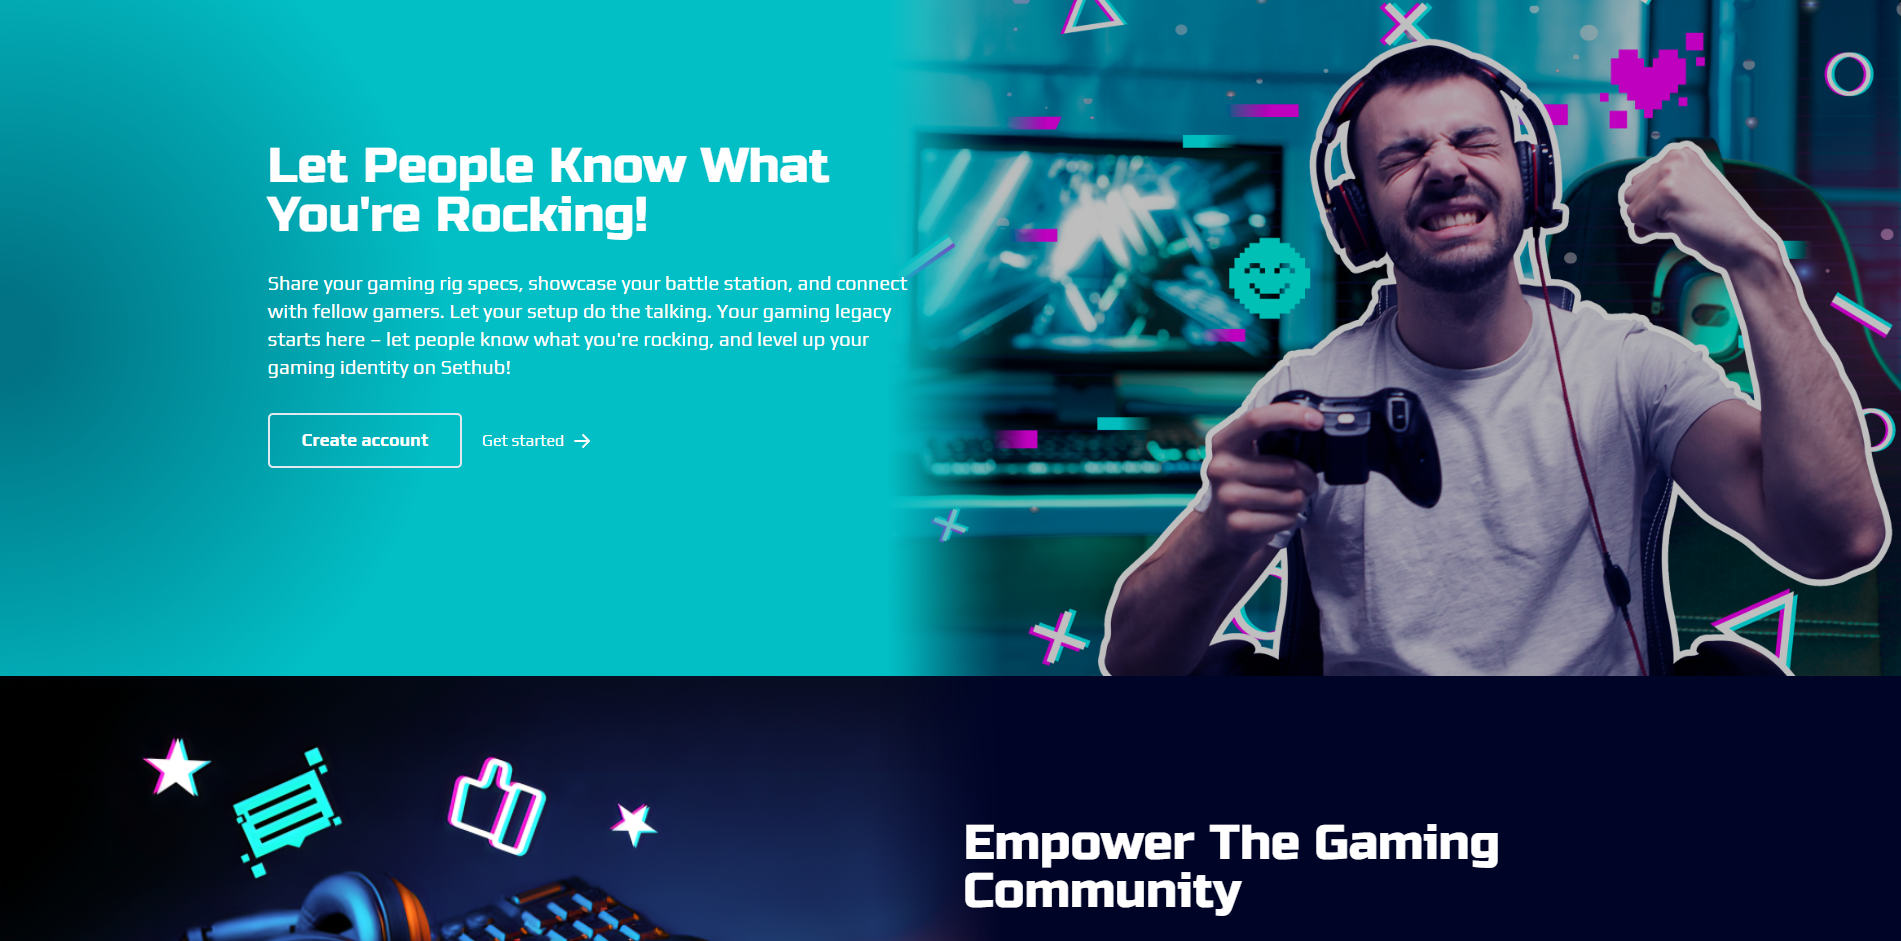 Let People Know What
You're Rocking!
Share your gaming rig specs, showcase your battle station, and connect
with fellow gamers. Let your setup do the talking. Your gaming legacy
starts here – let people know what you're rocking, and level up your
gaming identity on Sethub!
Create account
Get started
Empower The Gaming
Community